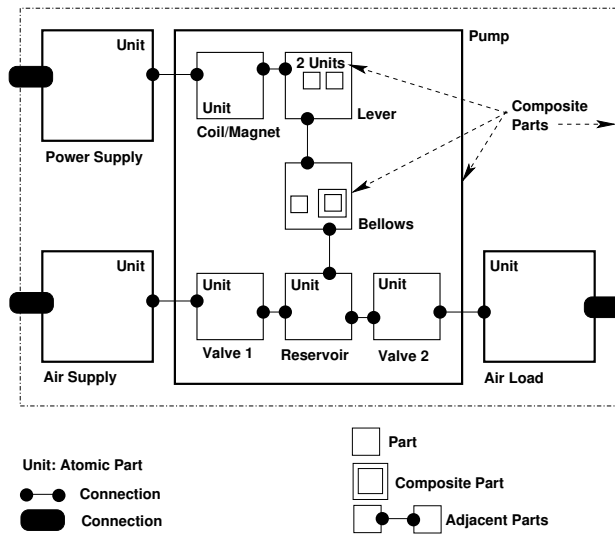 Unit
Power Supply
Unit
Coil/Magnet
2 Units
Lever
Pump
Composite
Parts
Bellows
Unit
Air Supply
Unit
Valve 1
Unit
Reservoir
Unit
Valve 2
Unit
Air Load
Unit: Atomic Part
Connection
Connection
Part
Composite Part
Adjacent Parts